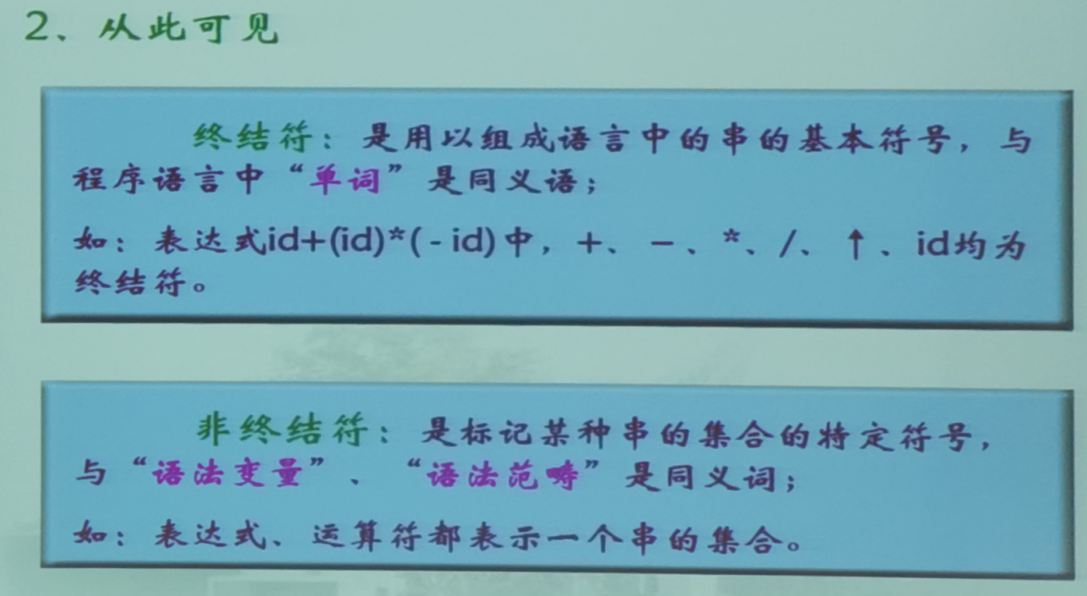 2、从此可见
终结符：是用以组成语言中的串的基本符号，与
程序语言中“单词”是同义语；
如：表达式id+(id)*( - id)中，+、－、*、/、↑、id均为
终结符。
非终结符：是标记某种串的集合的特定符号，
与“语法变量”、“语法范畴”是同义词；
如：表达式、运算符都表示一个串的集合。